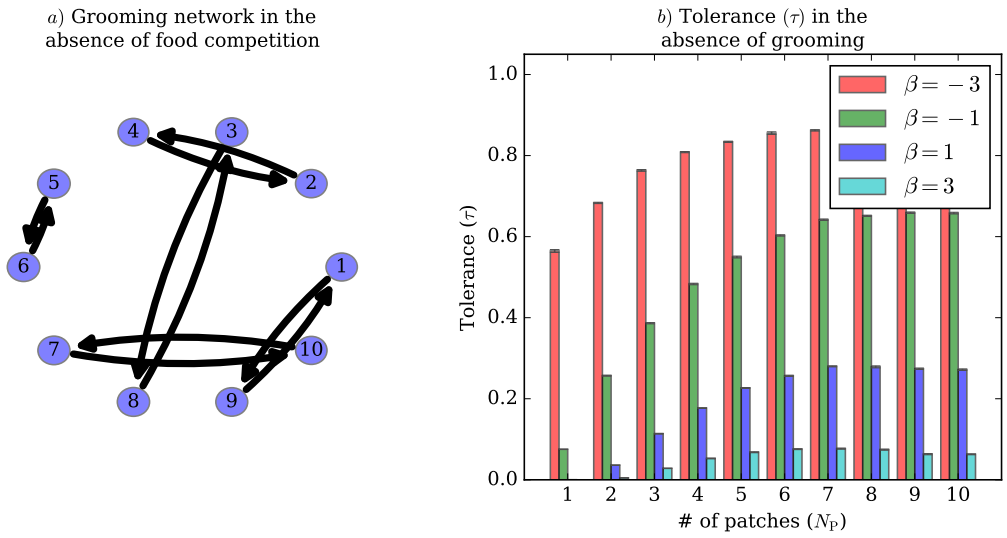 a) Grooming network in the
absence of food competition
4
3
5
2
6
1
7
10
8
9
b) Tolerance (τ) in the
absence of grooming
β = − 3
β = − 1
β = 1
β = 3
Tolerance (τ)
1.0
0.8
0.6
0.4
0.2
0.0
1 2 3 4 5 6 7 8 9 10
# of patches (N_P)